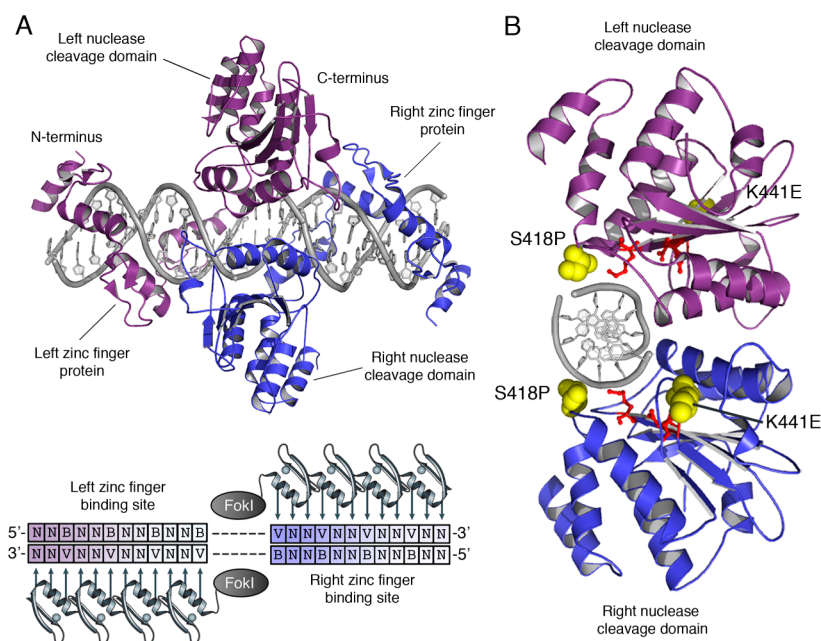 A
Left nuclease
cleavage domain
C-terminus
N-terminus
Right zinc finger
protein
Left zinc finger
protein
Right nuclease
cleavage domain
Left zinc finger
binding site
FokI
5'- NNBNNBNNBNNB VNNVNNVNNVNN -3'
3'- NNVNNVNNVNNV BNNBNNBNNBNN -5'
FokI
Right zinc finger
binding site
B
Left nuclease
cleavage domain
K441E
S418P
S418P
K441E
Right nuclease
cleavage domain